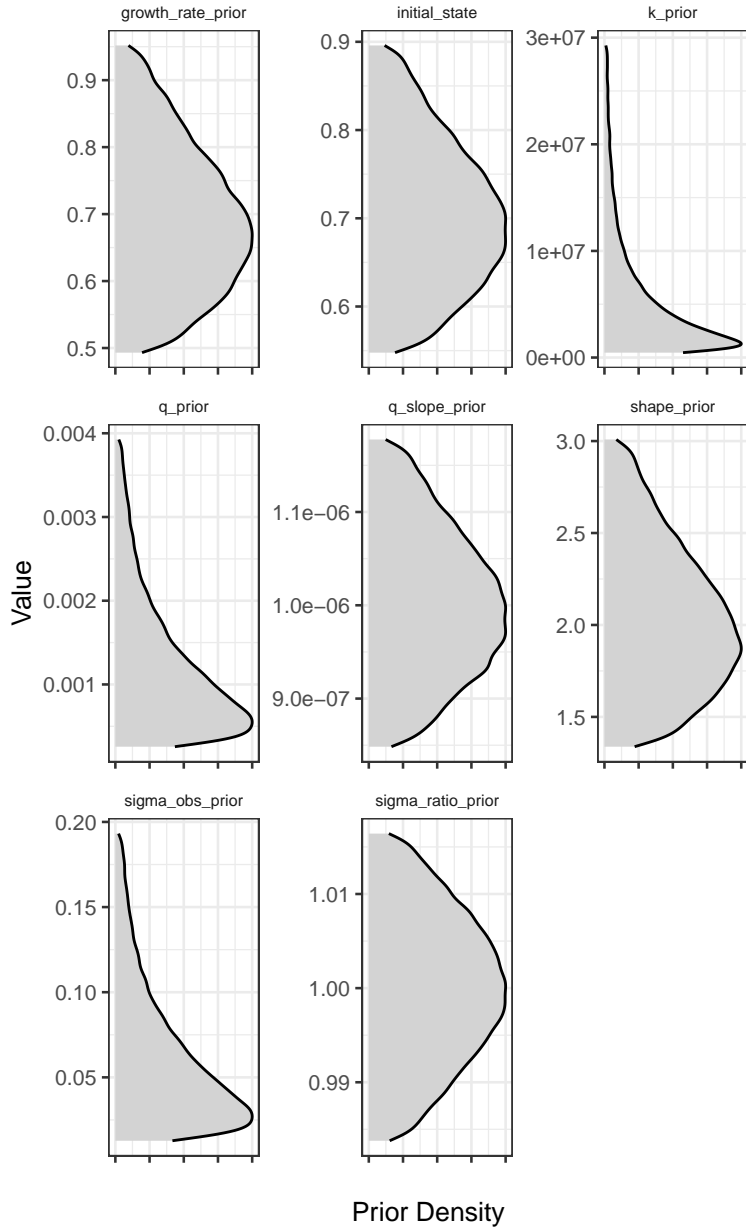 growth_rate_prior
initial_state
k_prior
0.9
0.8
0.7
0.6
0.5
0.9
0.8
0.7
0.6
3e+07
2e+07
1e+07
0e+00
q_prior
q_slope_prior
shape_prior
0.004
0.003
0.002
0.001
1.1e−06
1.0e−06
9.0e−07
3.0
2.5
2.0
1.5
sigma_obs_prior
sigma_ratio_prior
0.20
0.15
0.10
0.05
1.01
1.00
0.99
Value
Prior Density